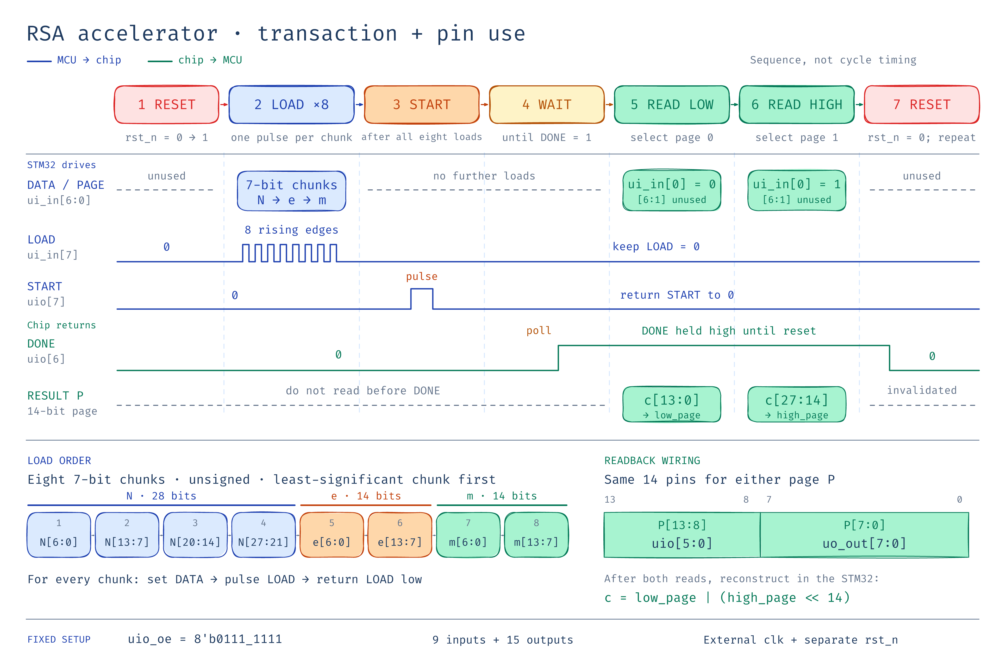 RSA accelerator · transaction + pin use
MCU → chip
chip → MCU
Sequence, not cycle timing
1 RESET
2 LOAD ×8
3 START
4 WAIT
5 READ LOW
6 READ HIGH
7 RESET
rst_n = 0 → 1
one pulse per chunk
after all eight loads
until DONE = 1
select page 0
select page 1
rst_n = 0; repeat
STM32 drives
DATA / PAGE
ui_in[6:0]
unused
7-bit chunks
N → e → m
no further loads
ui_in[0] = 0
[6:1] unused
ui_in[0] = 1
[6:1] unused
unused
LOAD
ui_in[7]
0
8 rising edges
keep LOAD = 0
START
uio[7]
0
pulse
return START to 0
Chip returns
DONE
uio[6]
0
poll
DONE held high until reset
0
RESULT P
14-bit page
do not read before DONE
c[13:0]
→ low_page
c[27:14]
→ high_page
invalidated
LOAD ORDER
Eight 7-bit chunks · unsigned · least-significant chunk first
N · 28 bits
e · 14 bits
m · 14 bits
1
N[6:0]
2
N[13:7]
3
N[20:14]
4
N[27:21]
5
e[6:0]
6
e[13:7]
7
m[6:0]
8
m[13:7]
For every chunk: set DATA → pulse LOAD → return LOAD low
READBACK WIRING
Same 14 pins for either page P
13
8
7
0
P[13:8]
uio[5:0]
P[7:0]
uo_out[7:0]
After both reads, reconstruct in the STM32:
c = low_page | (high_page << 14)
FIXED SETUP
uio_oe = 8'b0111_1111
9 inputs + 15 outputs
External clk + separate rst_n